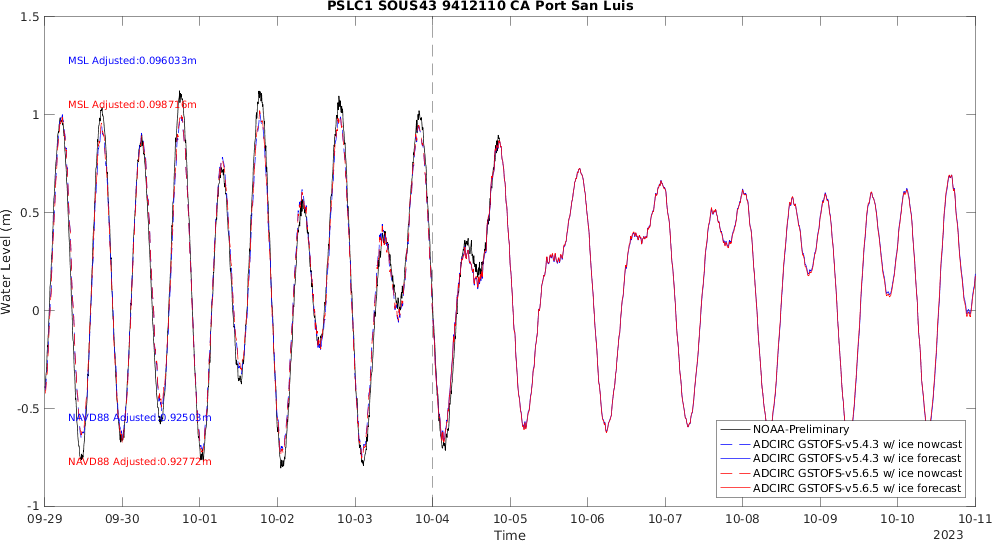 PSLC1 SOUS43 9412110 CA Port San Luis
1.5
MSL Adjusted:0.096033m
MSL Adjusted:0.098716m
1
0.5
Water Level (m)
0
-0.5
NAVD88 Adjusted:0.92503m
NAVD88 Adjusted:0.92772m
-1
NOAA-Preliminary
ADCIRC GSTOFS-v5.4.3 w/ ice nowcast
ADCIRC GSTOFS-v5.4.3 w/ ice forecast
ADCIRC GSTOFS-v5.6.5 w/ ice nowcast
ADCIRC GSTOFS-v5.6.5 w/ ice forecast
09-29 09-30 10-01 10-02 10-03 10-04 10-05 10-06 10-07 10-08 10-09 10-10 10-11
Time
2023